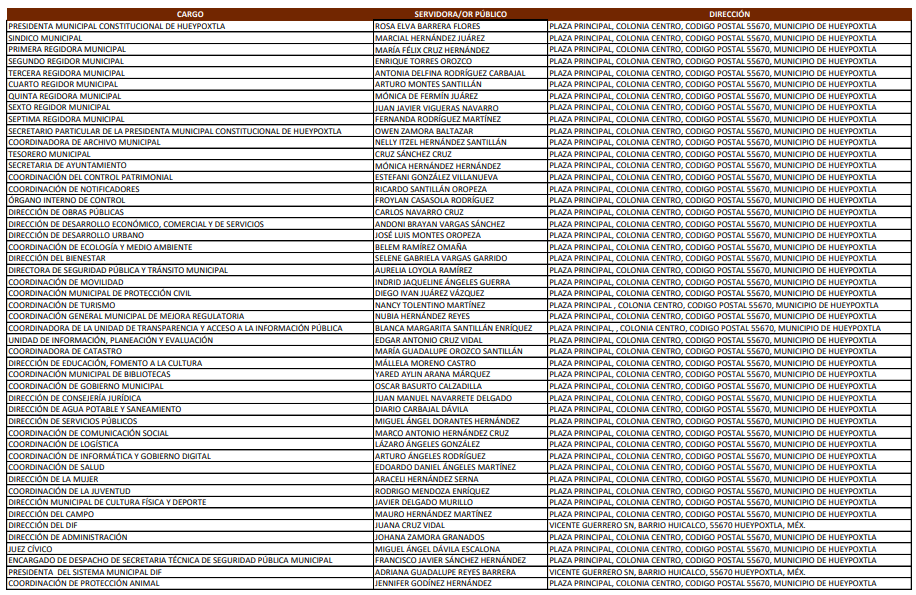 CARGO SERVIDORA/OR PÚBLICO DIRECCIÓN
PRESIDENTA MUNICIPAL CONSTITUCIONAL DE HUEYPOXTLA ROSA ELVA BARRERA FLORES PLAZA PRINCIPAL, COLONIA CENTRO, CODIGO POSTAL 55670, MUNICIPIO DE HUEYPOXTLA
SINDICO MUNICIPAL MARCIAL HERNÁNDEZ JUÁREZ PLAZA PRINCIPAL, COLONIA CENTRO, CODIGO POSTAL 55670, MUNICIPIO DE HUEYPOXTLA
PRIMERA REGIDORA MUNICIPAL MARÍA FÉLIX CRUZ HERNÁNDEZ PLAZA PRINCIPAL, COLONIA CENTRO, CODIGO POSTAL 55670, MUNICIPIO DE HUEYPOXTLA
SEGUNDO REGIDOR MUNICIPAL ENRIQUE TORRES OROZCO PLAZA PRINCIPAL, COLONIA CENTRO, CODIGO POSTAL 55670, MUNICIPIO DE HUEYPOXTLA
TERCERA REGIDORA MUNICIPAL ANTONIA DELFINA RODRÍGUEZ CARBAJAL PLAZA PRINCIPAL, COLONIA CENTRO, CODIGO POSTAL 55670, MUNICIPIO DE HUEYPOXTLA
CUARTO REGIDOR MUNICIPAL ARTURO MONTES SANTILLÁN PLAZA PRINCIPAL, COLONIA CENTRO, CODIGO POSTAL 55670, MUNICIPIO DE HUEYPOXTLA
QUINTA REGIDORA MUNICIPAL MÓNICA DE FERMÍN JUÁREZ PLAZA PRINCIPAL, COLONIA CENTRO, CODIGO POSTAL 55670, MUNICIPIO DE HUEYPOXTLA
SEXTO REGIDOR MUNICIPAL JUAN JAVIER VIGUERAS NAVARRO PLAZA PRINCIPAL, COLONIA CENTRO, CODIGO POSTAL 55670, MUNICIPIO DE HUEYPOXTLA
SEPTIMA REGIDORA MUNICIPAL FERNANDA RODRÍGUEZ MARTÍNEZ PLAZA PRINCIPAL, COLONIA CENTRO, CODIGO POSTAL 55670, MUNICIPIO DE HUEYPOXTLA
SECRETARIO PARTICULAR DE LA PRESIDENTA MUNICIPAL CONSTITUCIONAL DE HUEYPOXTLA OWEN ZAMORA BALTAZAR PLAZA PRINCIPAL, COLONIA CENTRO, CODIGO POSTAL 55670, MUNICIPIO DE HUEYPOXTLA
COORDINADORA DE ARCHIVO MUNICIPAL NELLY ITZEL HERNÁNDEZ SANTILLÁN PLAZA PRINCIPAL, COLONIA CENTRO, CODIGO POSTAL 55670, MUNICIPIO DE HUEYPOXTLA
TESORERO MUNICIPAL CRUZ SÁNCHEZ CRUZ PLAZA PRINCIPAL, COLONIA CENTRO, CODIGO POSTAL 55670, MUNICIPIO DE HUEYPOXTLA
SECRETARIA DE AYUNTAMIENTO MÓNICA HERNÁNDEZ HERNÁNDEZ PLAZA PRINCIPAL, COLONIA CENTRO, CODIGO POSTAL 55670, MUNICIPIO DE HUEYPOXTLA
COORDINACIÓN DEL CONTROL PATRIMONIAL ESTEFANI GONZÁLEZ VILLANUEVA PLAZA PRINCIPAL, COLONIA CENTRO, CODIGO POSTAL 55670, MUNICIPIO DE HUEYPOXTLA
COORDINACIÓN DE NOTIFICADORES RICARDO SANTILLÁN OROPEZA PLAZA PRINCIPAL, COLONIA CENTRO, CODIGO POSTAL 55670, MUNICIPIO DE HUEYPOXTLA
ÓRGANO INTERNO DE CONTROL FROYLAN CASASOLA RODRÍGUEZ PLAZA PRINCIPAL, COLONIA CENTRO, CODIGO POSTAL 55670, MUNICIPIO DE HUEYPOXTLA
DIRECCIÓN DE OBRAS PÚBLICAS CARLOS NAVARRO CRUZ PLAZA PRINCIPAL, COLONIA CENTRO, CODIGO POSTAL 55670, MUNICIPIO DE HUEYPOXTLA
DIRECCIÓN DE DESARROLLO ECONÓMICO, COMERCIAL Y DE SERVICIOS ANDONI BRAYAN VARGAS SÁNCHEZ PLAZA PRINCIPAL, COLONIA CENTRO, CODIGO POSTAL 55670, MUNICIPIO DE HUEYPOXTLA
DIRECCIÓN DE DESARROLLO URBANO JOSÉ LUIS MONTES OROPEZA PLAZA PRINCIPAL, COLONIA CENTRO, CODIGO POSTAL 55670, MUNICIPIO DE HUEYPOXTLA
COORDINACIÓN DE ECOLOGÍA Y MEDIO AMBIENTE BELEM RAMÍREZ OMAÑA PLAZA PRINCIPAL, COLONIA CENTRO, CODIGO POSTAL 55670, MUNICIPIO DE HUEYPOXTLA
DIRECCIÓN DEL BIENESTAR SELENE GABRIELA VARGAS GARRIDO PLAZA PRINCIPAL, COLONIA CENTRO, CODIGO POSTAL 55670, MUNICIPIO DE HUEYPOXTLA
DIRECTORA DE SEGURIDAD PÚBLICA Y TRÁNSITO MUNICIPAL AURELIA LOYOLA RAMÍREZ PLAZA PRINCIPAL, COLONIA CENTRO, CODIGO POSTAL 55670, MUNICIPIO DE HUEYPOXTLA
COORDINACIÓN DE MOVILIDAD INDRID JAQUELINE ÁNGELES GUERRA PLAZA PRINCIPAL, COLONIA CENTRO, CODIGO POSTAL 55670, MUNICIPIO DE HUEYPOXTLA
COORDINACIÓN MUNICIPAL DE PROTECCIÓN CIVIL DIEGO IVAN JUÁREZ VÁZQUEZ PLAZA PRINCIPAL, COLONIA CENTRO, CODIGO POSTAL 55670, MUNICIPIO DE HUEYPOXTLA
COORDINACIÓN DE TURISMO NANCY TOLENTINO MARTÍNEZ PLAZA PRINCIPAL , COLONIA CENTRO, CODIGO POSTAL 55670, MUNICIPIO DE HUEYPOXTLA
COORDINACIÓN GENERAL MUNICIPAL DE MEJORA REGULATORIA NUBIA HERNÁNDEZ REYES PLAZA PRINCIPAL, COLONIA CENTRO, CODIGO POSTAL 55670, MUNICIPIO DE HUEYPOXTLA
COORDINADORA DE LA UNIDAD DE TRANSPARENCIA Y ACCESO A LA INFORMACIÓN PÚBLICA BLANCA MARGARITA SANTILLÁN ENRÍQUEZ PLAZA PRINCIPAL, , COLONIA CENTRO, CODIGO POSTAL 55670, MUNICIPIO DE HUEYPOXTLA
UNIDAD DE INFORMACIÓN, PLANEACIÓN Y EVALUACIÓN EDGAR ANTONIO CRUZ VIDAL PLAZA PRINCIPAL, COLONIA CENTRO, CODIGO POSTAL 55670, MUNICIPIO DE HUEYPOXTLA
COORDINADORA DE CATASTRO MARÍA GUADALUPE OROZCO SANTILLÁN PLAZA PRINCIPAL, COLONIA CENTRO, CODIGO POSTAL 55670, MUNICIPIO DE HUEYPOXTLA
DIRECCIÓN DE EDUCACIÓN, FOMENTO A LA CULTURA MÁLLELA MORENO CASTRO PLAZA PRINCIPAL, COLONIA CENTRO, CODIGO POSTAL 55670, MUNICIPIO DE HUEYPOXTLA
COORDINACIÓN MUNICIPAL DE BIBLIOTECAS YARED AYLIN ARANA MÁRQUEZ PLAZA PRINCIPAL, COLONIA CENTRO, CODIGO POSTAL 55670, MUNICIPIO DE HUEYPOXTLA
COORDINACIÓN DE GOBIERNO MUNICIPAL OSCAR BASURTO CALZADILLA PLAZA PRINCIPAL, COLONIA CENTRO, CODIGO POSTAL 55670, MUNICIPIO DE HUEYPOXTLA
DIRECCIÓN DE CONSEJERÍA JURÍDICA JUAN MANUEL NAVARRETE DELGADO PLAZA PRINCIPAL, COLONIA CENTRO, CODIGO POSTAL 55670, MUNICIPIO DE HUEYPOXTLA
DIRECCIÓN DE AGUA POTABLE Y SANEAMIENTO DIARIO CARBAJAL DÁVILA PLAZA PRINCIPAL, COLONIA CENTRO, CODIGO POSTAL 55670, MUNICIPIO DE HUEYPOXTLA
DIRECCIÓN DE SERVICIOS PÚBLICOS MIGUEL ÁNGEL DORANTES HERNÁNDEZ PLAZA PRINCIPAL, COLONIA CENTRO, CODIGO POSTAL 55670, MUNICIPIO DE HUEYPOXTLA
COORDINACIÓN DE COMUNICACIÓN SOCIAL MARCO ANTONIO HERNÁNDEZ CRUZ PLAZA PRINCIPAL, COLONIA CENTRO, CODIGO POSTAL 55670, MUNICIPIO DE HUEYPOXTLA
COORDINACIÓN DE LOGÍSTICA LÁZARO ÁNGELES GONZÁLEZ PLAZA PRINCIPAL, COLONIA CENTRO, CODIGO POSTAL 55670, MUNICIPIO DE HUEYPOXTLA
COORDINACIÓN DE INFORMÁTICA Y GOBIERNO DIGITAL ARTURO ÁNGELES RODRÍGUEZ PLAZA PRINCIPAL, COLONIA CENTRO, CODIGO POSTAL 55670, MUNICIPIO DE HUEYPOXTLA
COORDINACIÓN DE SALUD EDOARDO DANIEL ÁNGELES MARTÍNEZ PLAZA PRINCIPAL, COLONIA CENTRO, CODIGO POSTAL 55670, MUNICIPIO DE HUEYPOXTLA
DIRECCIÓN DE LA MUJER ARACELI HERNÁNDEZ SERNA PLAZA PRINCIPAL, COLONIA CENTRO, CODIGO POSTAL 55670, MUNICIPIO DE HUEYPOXTLA
COORDINACIÓN DE LA JUVENTUD RODRIGO MENDOZA ENRÍQUEZ PLAZA PRINCIPAL, COLONIA CENTRO, CODIGO POSTAL 55670, MUNICIPIO DE HUEYPOXTLA
DIRECCIÓN MUNICIPAL DE CULTURA FÍSICA Y DEPORTE JAVIER DELGADO MURILLO PLAZA PRINCIPAL, COLONIA CENTRO, CODIGO POSTAL 55670, MUNICIPIO DE HUEYPOXTLA
DIRECCIÓN DEL CAMPO MAURO HERNÁNDEZ MARTÍNEZ PLAZA PRINCIPAL, COLONIA CENTRO, CODIGO POSTAL 55670, MUNICIPIO DE HUEYPOXTLA
DIRECCIÓN DEL DIF JUANA CRUZ VIDAL VICENTE GUERRERO SN, BARRIO HUICALCO, 55670 HUEYPOXTLA, MÉX.
DIRECCIÓN DE ADMINISTRACIÓN JOHANA ZAMORA GRANADOS PLAZA PRINCIPAL, COLONIA CENTRO, CODIGO POSTAL 55670, MUNICIPIO DE HUEYPOXTLA
JUEZ CÍVICO MIGUEL ÁNGEL DÁVILA ESCALONA PLAZA PRINCIPAL, COLONIA CENTRO, CODIGO POSTAL 55670, MUNICIPIO DE HUEYPOXTLA
ENCARGADO DE DESPACHO DE SECRETARIA TÉCNICA DE SEGURIDAD PÚBLICA MUNICIPAL FRANCISCO JAVIER SÁNCHEZ HERNÁNDEZ PLAZA PRINCIPAL, COLONIA CENTRO, CODIGO POSTAL 55670, MUNICIPIO DE HUEYPOXTLA
PRESIDENTA DEL SISTEMA MUNICIPAL DIF ADRIANA GUADALUPE REYES BARRERA VICENTE GUERRERO SN, BARRIO HUICALCO, 55670 HUEYPOXTLA, MÉX.
COORDINACIÓN DE PROTECCIÓN ANIMAL JENNIFER GODÍNEZ HERNÁNDEZ PLAZA PRINCIPAL, COLONIA CENTRO, CODIGO POSTAL 55670, MUNICIPIO DE HUEYPOXTLA